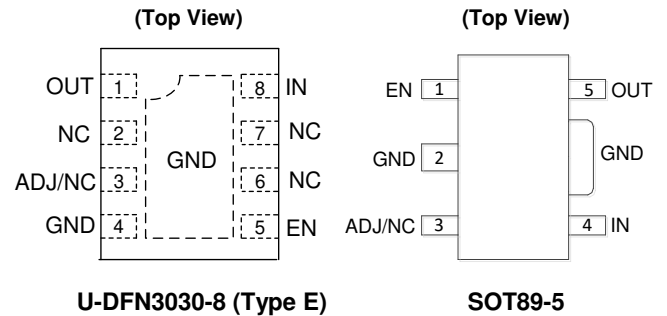 (Top View)
OUT 1 8 IN
NC 2 7 NC
GND
ADJ/NC 3 6 NC
GND 4 5 EN
U-DFN3030-8 (Type E)
(Top View)
EN 1 5 OUT
GND 2 GND
ADJ/NC 3 4 IN
SOT89-5